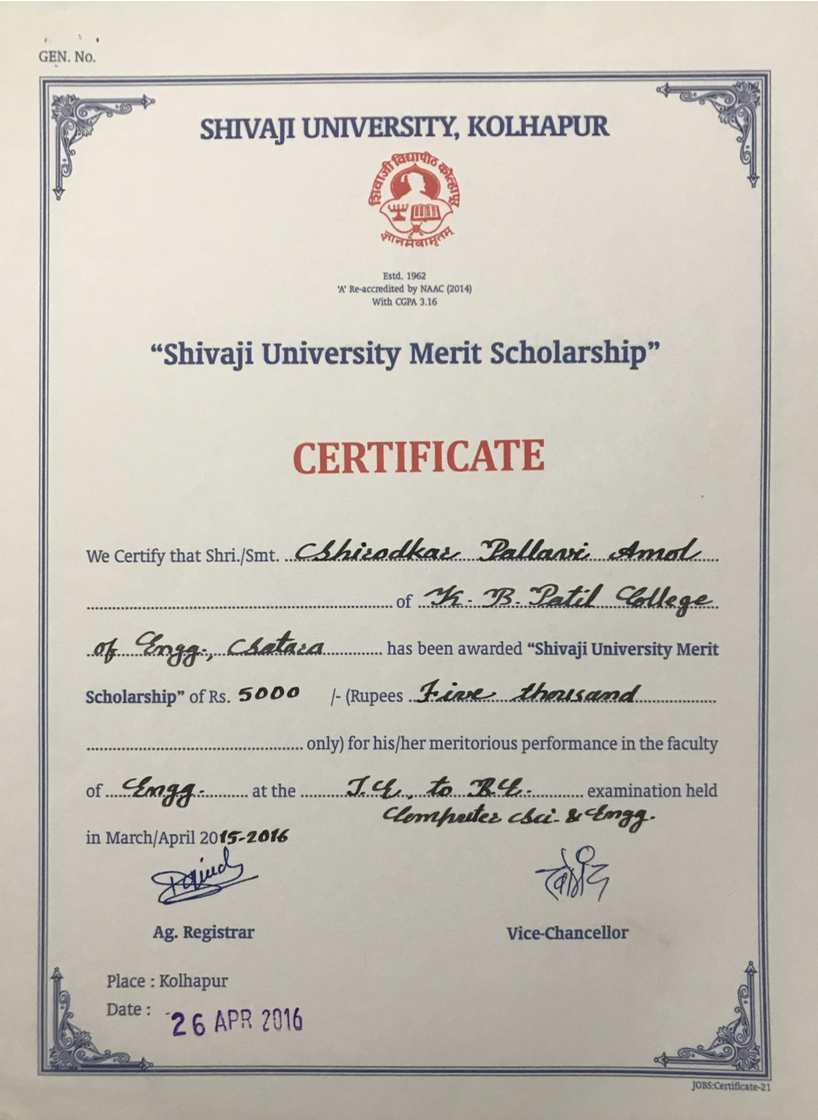 GEN. No.
SHIVAJI UNIVERSITY, KOLHAPUR
शिवाजी विद्यापीठ कोल्हापूर
ज्ञानमेवामृतम्
Estd. 1962
'A' Re-accredited by NAAC (2014)
With CGPA 3.16
“Shivaji University Merit Scholarship”
CERTIFICATE
We Certify that Shri./Smt. Shirodkar Pallavi Amol
of K. B. Patil College
of Engg., Satara has been awarded “Shivaji University Merit
Scholarship” of Rs. 5000 /- (Rupees Five thousand
only) for his/her meritorious performance in the faculty
of Engg. at the T.E. to B.E. examination held
Computer Sci. & Engg.
in March/April 2015-2016
Ag. Registrar
Vice-Chancellor
Place : Kolhapur
Date : 26 APR 2016
JOBS:Certificate-21